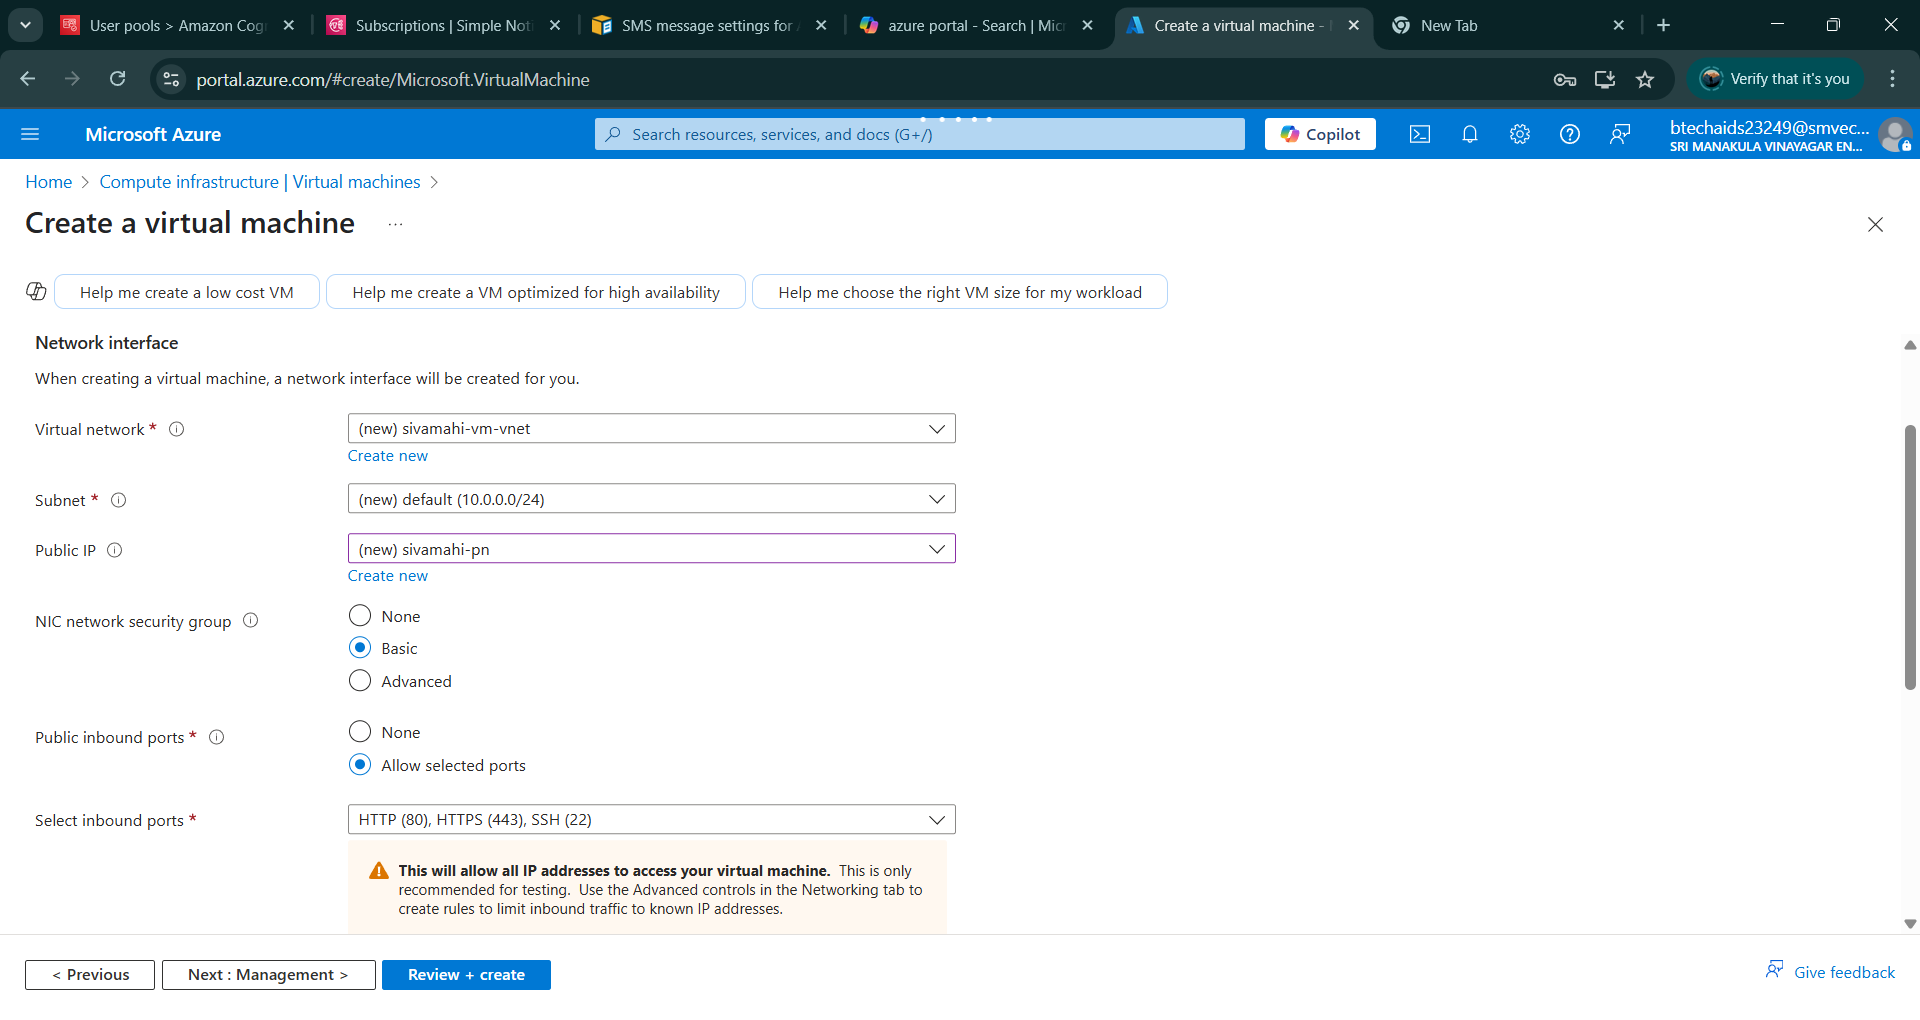 User pools > Amazon Cog
Subscriptions | Simple Noti
SMS message settings for A
azure portal - Search | Micr
Create a virtual machine - M
New Tab
portal.azure.com/#create/Microsoft.VirtualMachine
Verify that it's you
Microsoft Azure
Search resources, services, and docs (G+/)
Copilot
btechaids23249@smvec...
SRI MANAKULA VINAYAGAR EN...
Home > Compute infrastructure | Virtual machines >
Create a virtual machine ...
Help me create a low cost VM
Help me create a VM optimized for high availability
Help me choose the right VM size for my workload
Network interface
When creating a virtual machine, a network interface will be created for you.
Virtual network *
(new) sivamahi-vm-vnet
Create new
Subnet *
(new) default (10.0.0.0/24)
Public IP
(new) sivamahi-pn
Create new
NIC network security group
None
Basic
Advanced
Public inbound ports *
None
Allow selected ports
Select inbound ports *
HTTP (80), HTTPS (443), SSH (22)
This will allow all IP addresses to access your virtual machine. This is only
recommended for testing. Use the Advanced controls in the Networking tab to
create rules to limit inbound traffic to known IP addresses.
< Previous
Next : Management >
Review + create
Give feedback